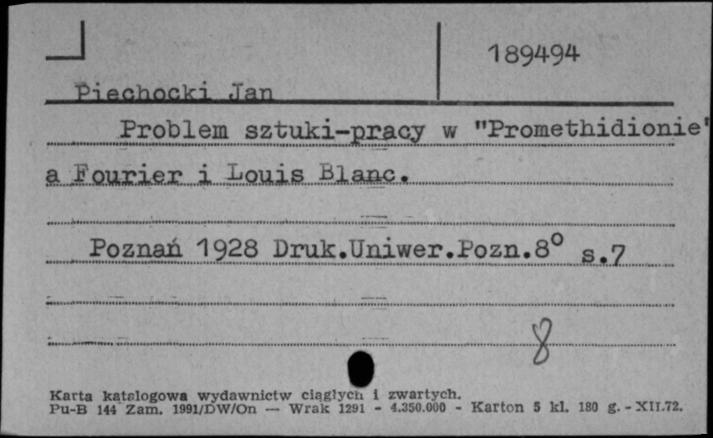 189494
Piechocki Jan
Problem sztuki-pracy w "Promethidionie"
a Fourier i Louis Blanc.
Poznań 1928 Druk.Uniwer.Pozn.8° s.7
8
Karta katalogowa wydawnictw ciągłych i zwartych.
Pu-B 144 Zam. 1991/DW/On — Wrak 1291 - 4.350.000 - Karton 5 kl. 180 g. - XII.72.